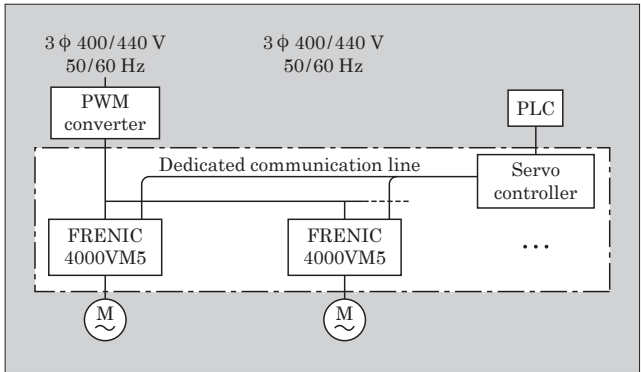 3 φ 400/440 V
50/60 Hz
3 φ 400/440 V
50/60 Hz
PWM
converter
PLC
Dedicated communication line
Servo
controller
FRENIC
4000VM5
FRENIC
4000VM5
...
M
M